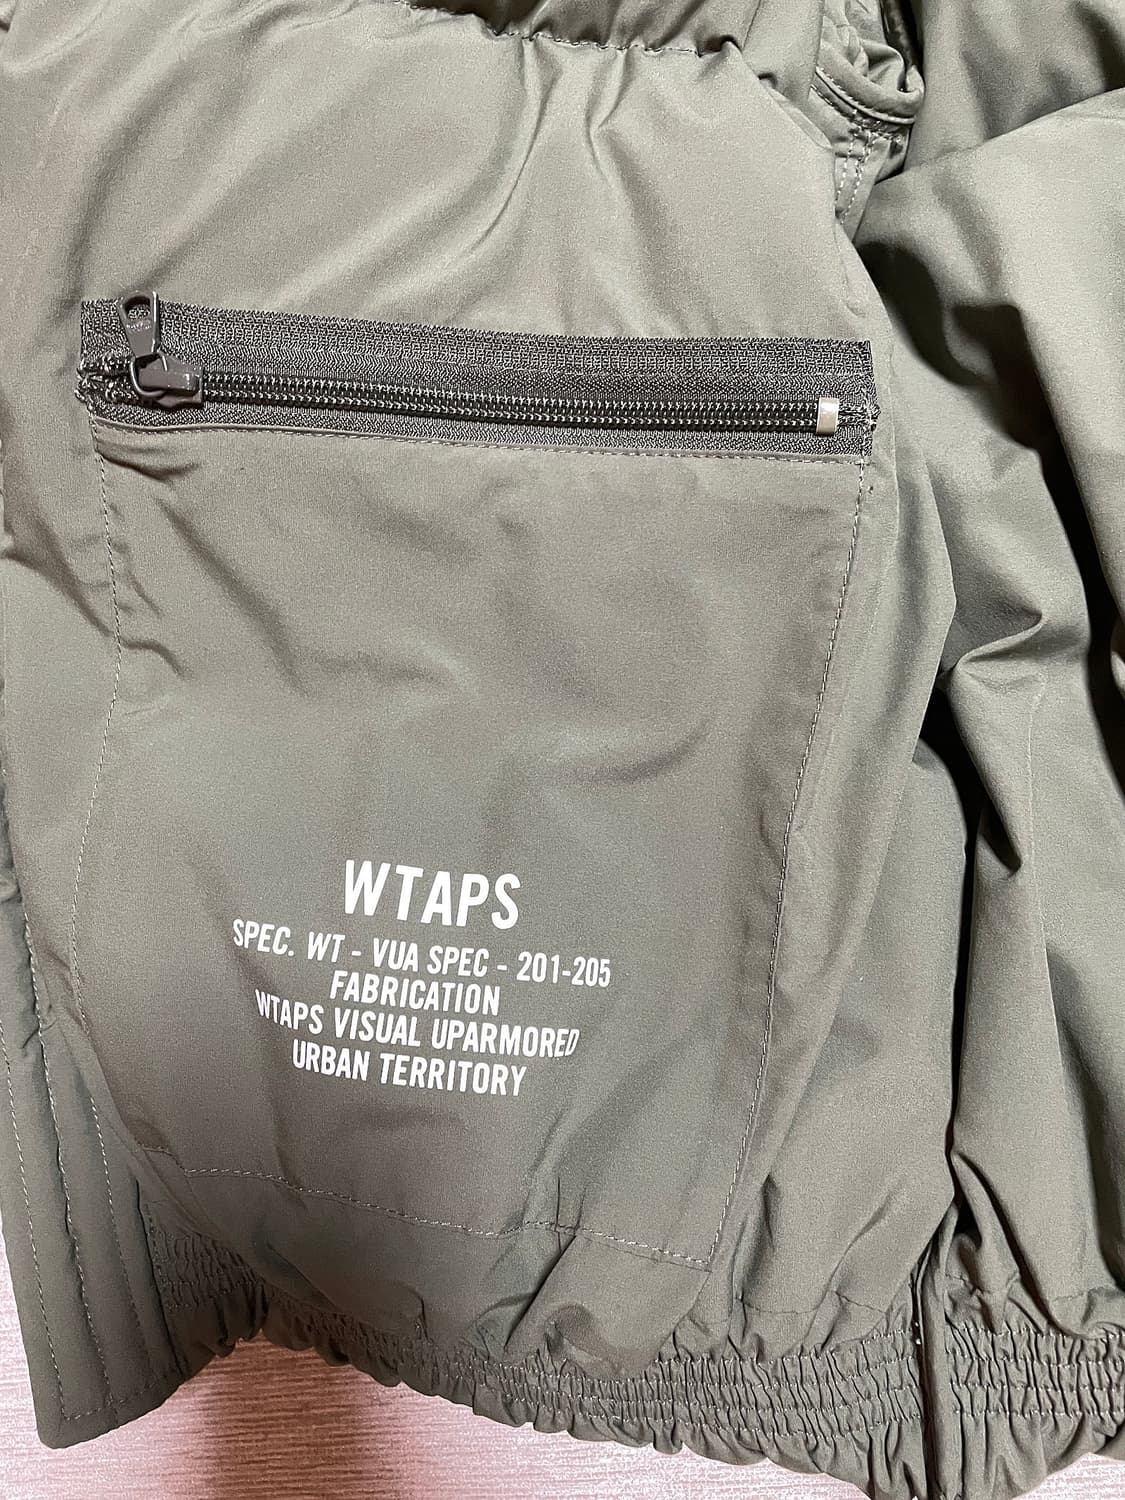 WTAPS
SPEC. WT - VUA SPEC - 201-205
FABRICATION
WTAPS VISUAL UPARMORED
URBAN TERRITORY